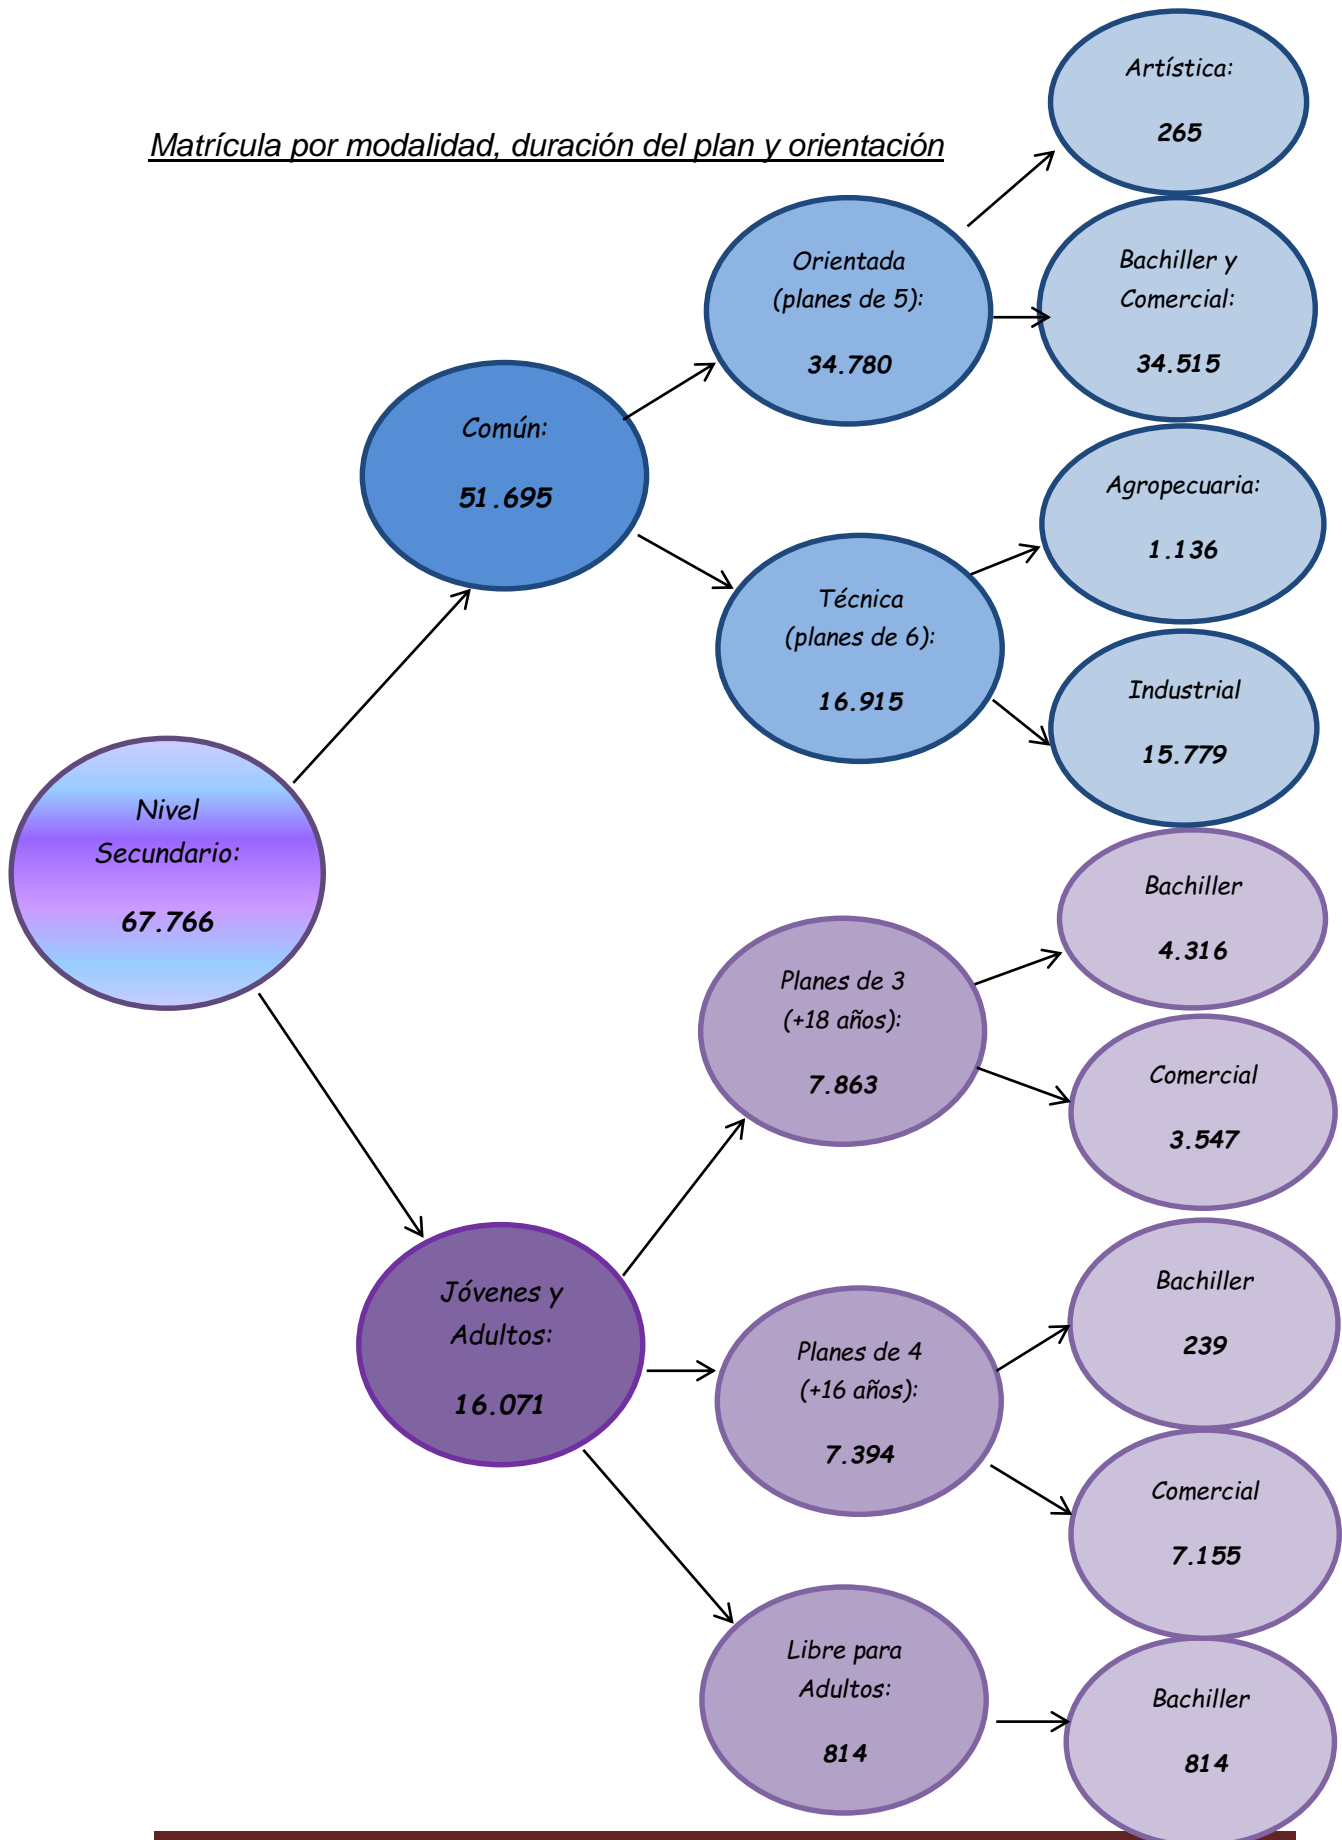 Matrícula por modalidad, duración del plan y orientación
Nivel
Secundario:
67.766
Común:
51.695
Orientada
(planes de 5):
34.780
Artística:
265
Bachiller y
Comercial:
34.515
Técnica
(planes de 6):
16.915
Agropecuaria:
1.136
Industrial
15.779
Jóvenes y
Adultos:
16.071
Planes de 3
(+18 años):
7.863
Bachiller
4.316
Comercial
3.547
Planes de 4
(+16 años):
7.394
Bachiller
239
Comercial
7.155
Libre para
Adultos:
814
Bachiller
814